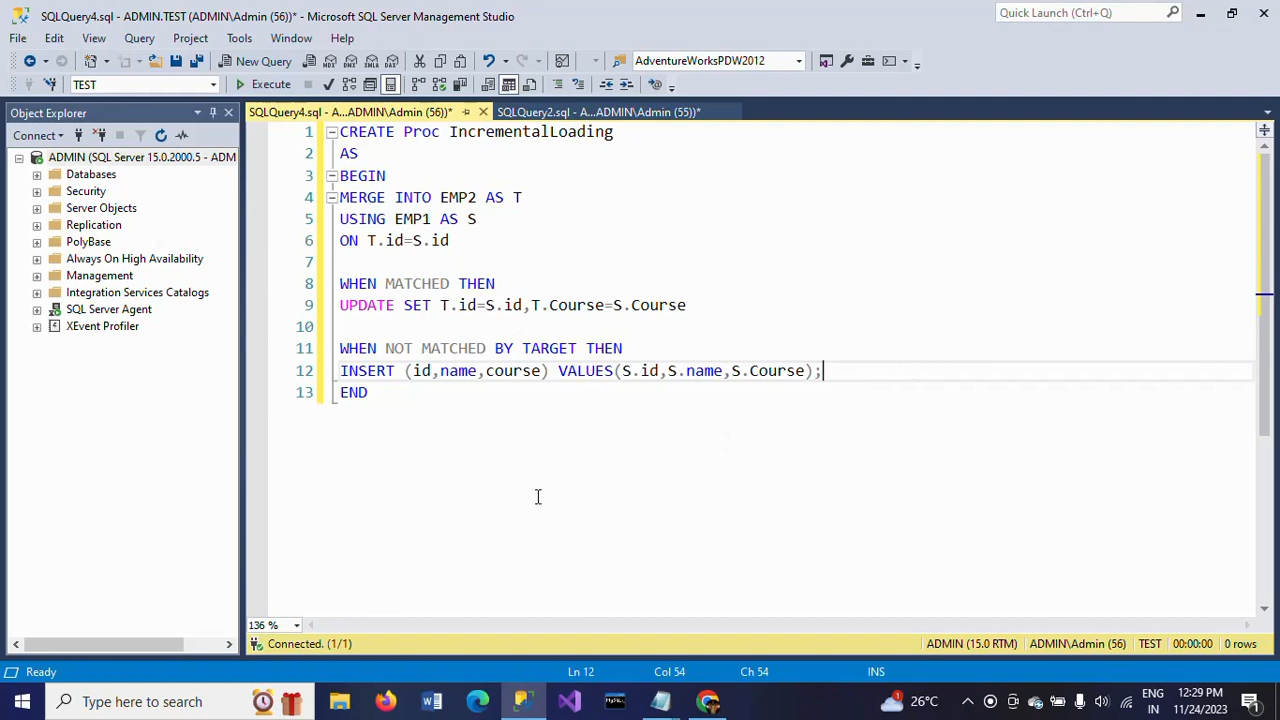 SQLQuery4.sql - ADMIN.TEST (ADMIN\Admin (56))* - Microsoft SQL Server Management Studio
Quick Launch (Ctrl+Q)
File Edit View Query Project Tools Window Help
New Query
MDX DMX XMLA DAX
AdventureWorksPDW2012
TEST
Execute
Object Explorer
SQLQuery4.sql - A...ADMIN\Admin (56))*
SQLQuery2.sql - A...ADMIN\Admin (55))*
Connect
ADMIN (SQL Server 15.0.2000.5 - ADM
Databases
Security
Server Objects
Replication
PolyBase
Always On High Availability
Management
Integration Services Catalogs
SQL Server Agent
XEvent Profiler
1 CREATE Proc IncrementalLoading
2 AS
3 BEGIN
4 MERGE INTO EMP2 AS T
5 USING EMP1 AS S
6 ON T.id=S.id
7
8 WHEN MATCHED THEN
9 UPDATE SET T.id=S.id,T.Course=S.Course
10
11 WHEN NOT MATCHED BY TARGET THEN
12 INSERT (id,name,course) VALUES(S.id,S.name,S.Course);
13 END
136 %
Connected. (1/1)
ADMIN (15.0 RTM) ADMIN\Admin (56) TEST 00:00:00 0 rows
Ready
Ln 12 Col 54 Ch 54 INS
Type here to search
MySQL
1
26°C
ENG
IN
12:29 PM
11/24/2023
1